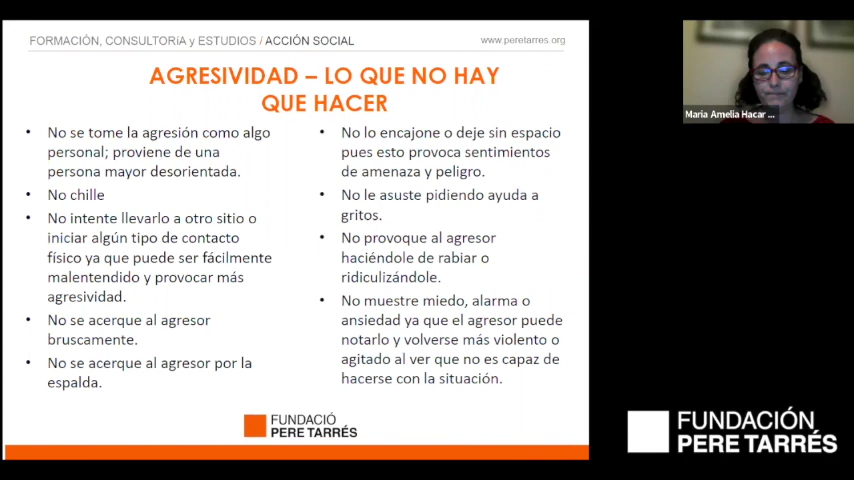 FORMACIÓN, CONSULTORíA y ESTUDIOS / ACCIÓN SOCIAL
www.peretarres.org
AGRESIVIDAD – LO QUE NO HAY
QUE HACER
• No se tome la agresión como algo
personal; proviene de una
persona mayor desorientada.
• No chille
• No intente llevarlo a otro sitio o
iniciar algún tipo de contacto
físico ya que puede ser fácilmente
malentendido y provocar más
agresividad.
• No se acerque al agresor
bruscamente.
• No se acerque al agresor por la
espalda.
• No lo encajone o deje sin espacio
pues esto provoca sentimientos
de amenaza y peligro.
• No le asuste pidiendo ayuda a
gritos.
• No provoque al agresor
haciéndole de rabiar o
ridiculizándole.
• No muestre miedo, alarma o
ansiedad ya que el agresor puede
notarlo y volverse más violento o
agitado al ver que no es capaz de
hacerse con la situación.
FUNDACIÓ
PERE TARRÉS
Maria Amelia Hacar ...
FUNDACIÓN
PERE TARRÉS